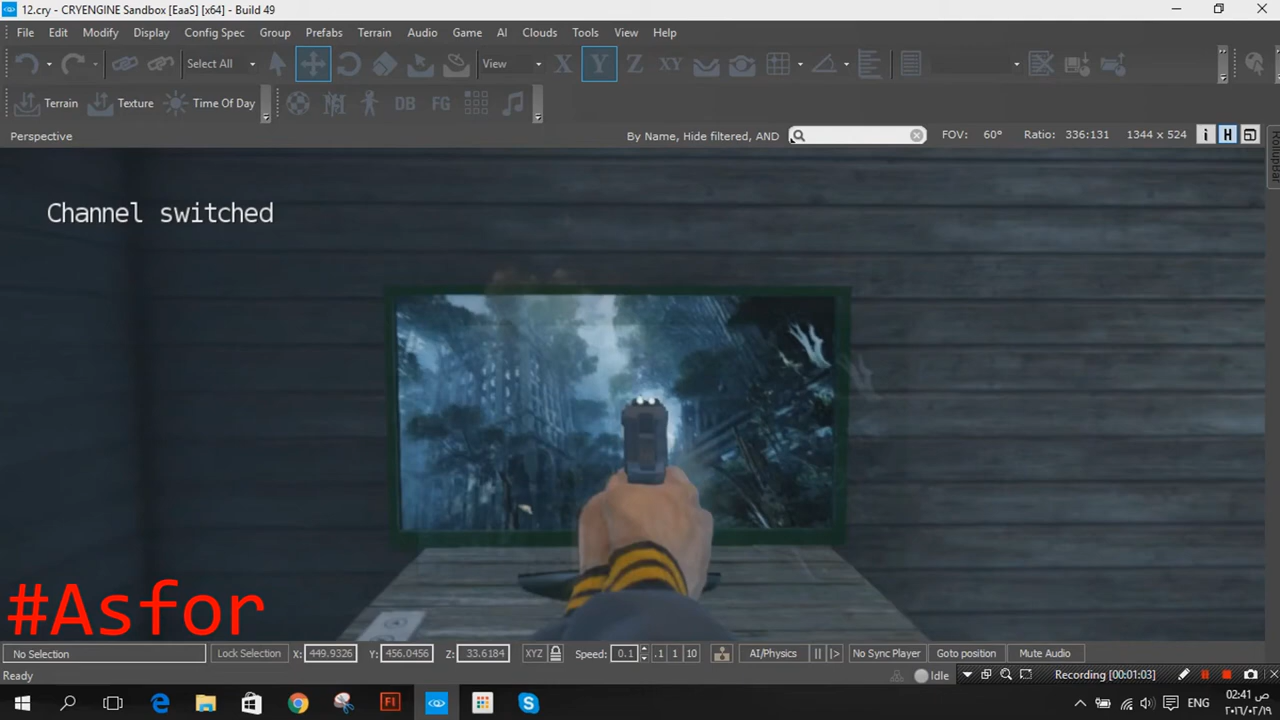 12.cry - CRYENGINE Sandbox [EaaS] [x64] - Build 49
File Edit Modify Display Config Spec Group Prefabs Terrain Audio Game AI Clouds Tools View Help
Select All View X Y Z XY
Terrain Texture Time Of Day DB FG
Perspective By Name, Hide filtered, AND FOV: 60° Ratio: 336:131 1344 x 524 i H
RollupBar
Channel switched
#Asfor
No Selection Lock Selection X: 449.9326 Y: 456.0456 Z: 33.6184 XYZ Speed: 0.1 .1 1 10 AI/Physics No Sync Player Goto position Mute Audio
Ready Idle Recording [00:01:03]
ENG ص 02:41
٢٠١٦/٠٢/١٩